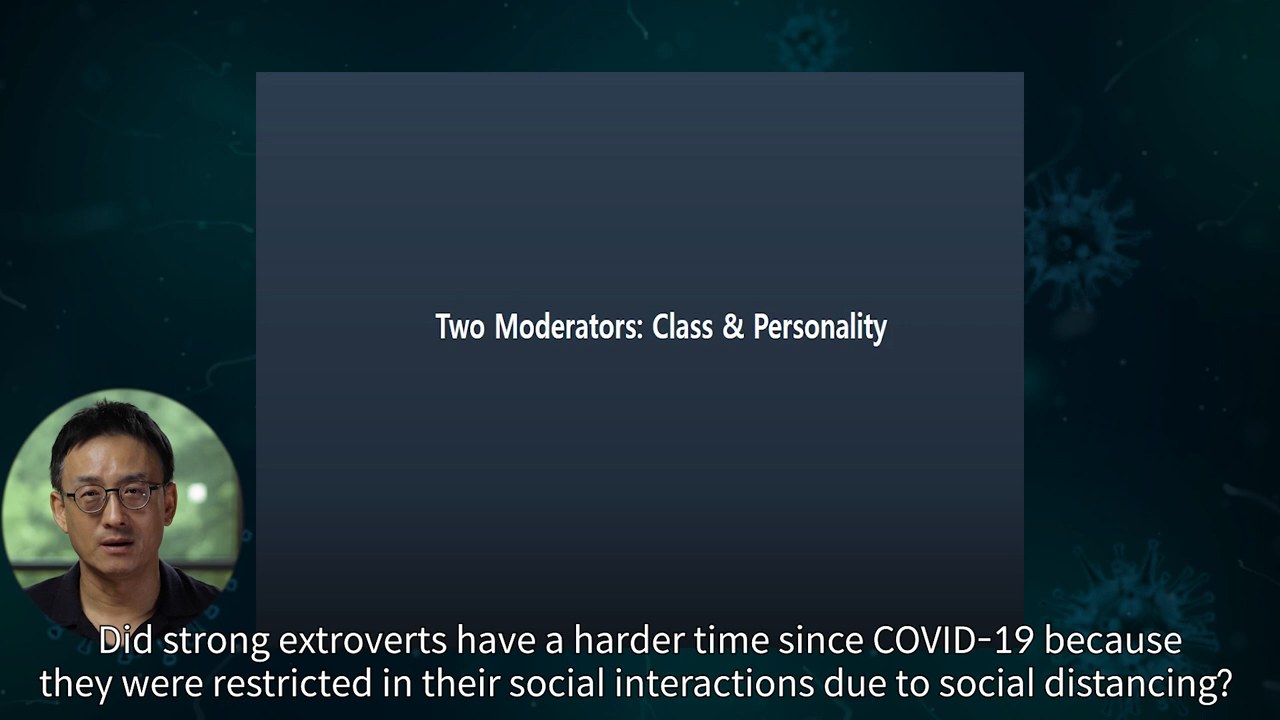 Two Moderators: Class & Personality
Did strong extroverts have a harder time since COVID-19 because
they were restricted in their social interactions due to social distancing?